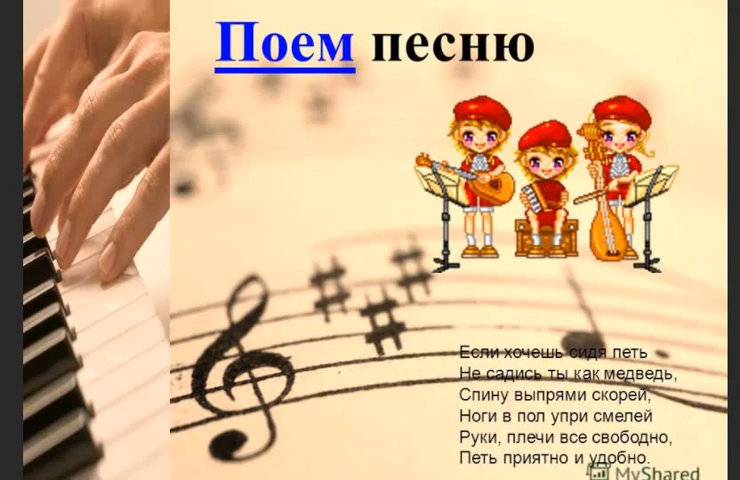 Поем песню
Если хочешь сидя петь
Не садись ты как медведь,
Спину выпрями скорей,
Ноги в пол упри смелей
Руки, плечи все свободно,
Петь приятно и удобно.
MyShared